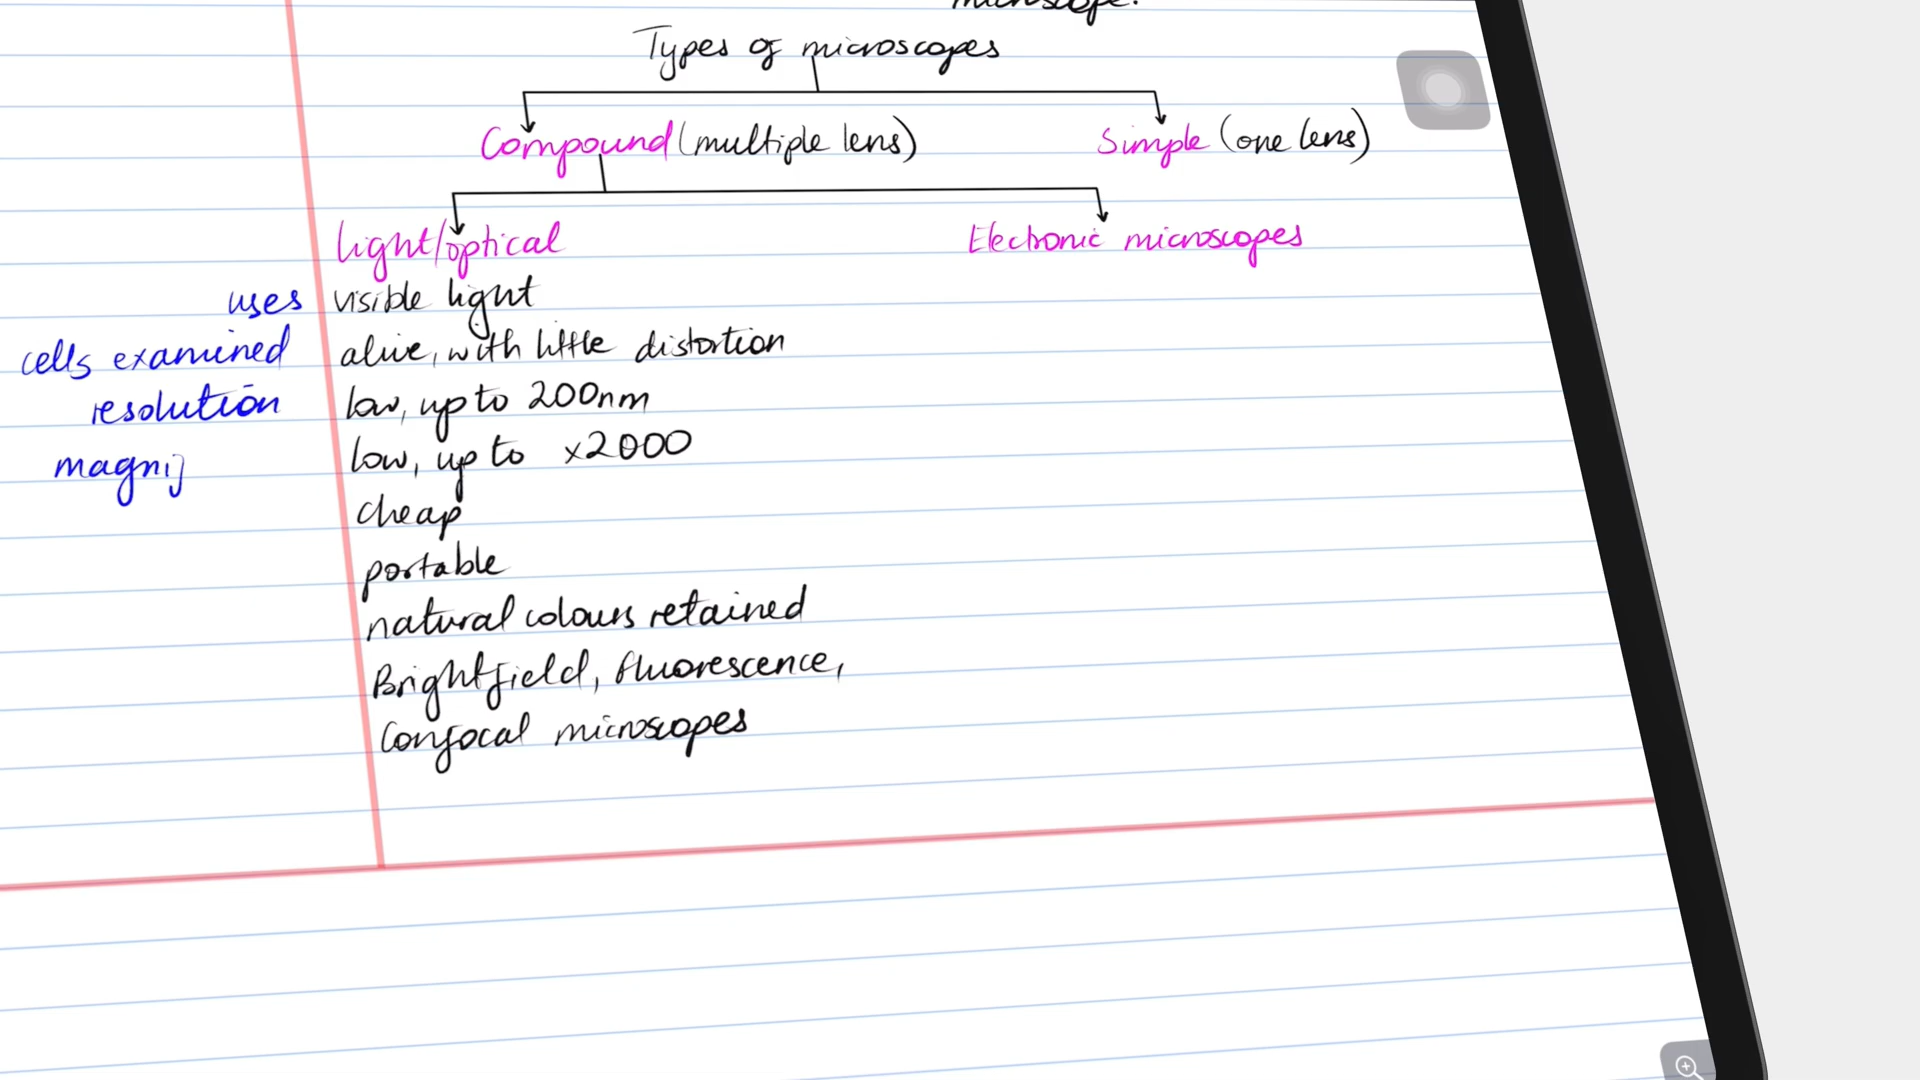 microscope.
Types of microscopes
Compound (multiple lens) Simple (one lens)
light/optical Electronic microscopes
uses visible light
cells examined alive, with little distortion
resolution low, up to 200nm
magnif low, up to x2000
cheap
portable
natural colours retained
Brightfield, fluorescence,
Confocal microscopes